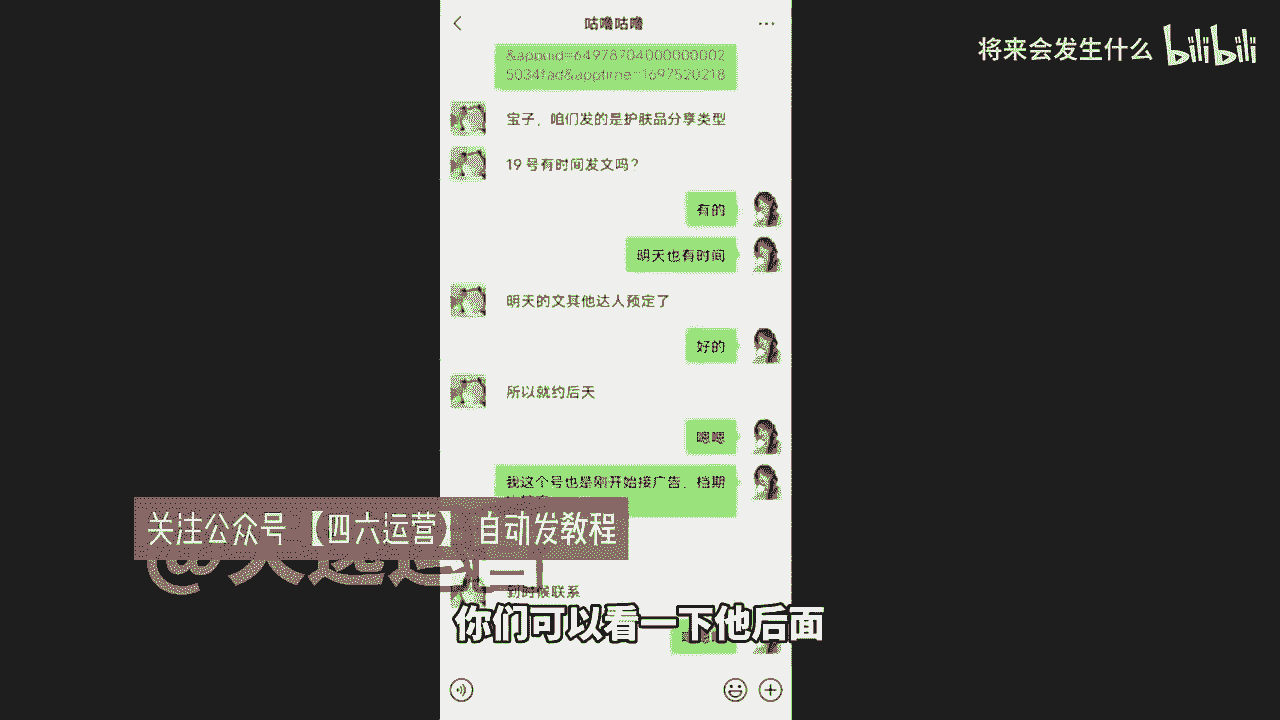 咕噜咕噜
将来会发生什么 bilibili
&appuid=64978704000000002
5034fad&apptime=1697520218
宝子，咱们发的是护肤品分享类型
19 号有时间发文吗？
有的
明天也有时间
明天的文其他达人预定了
好的
所以就约后天
嗯嗯
我这个号也是刚开始接广告，档期
关注公众号【四六运营】自动发教程
到时候联系
你们可以看一下他后面